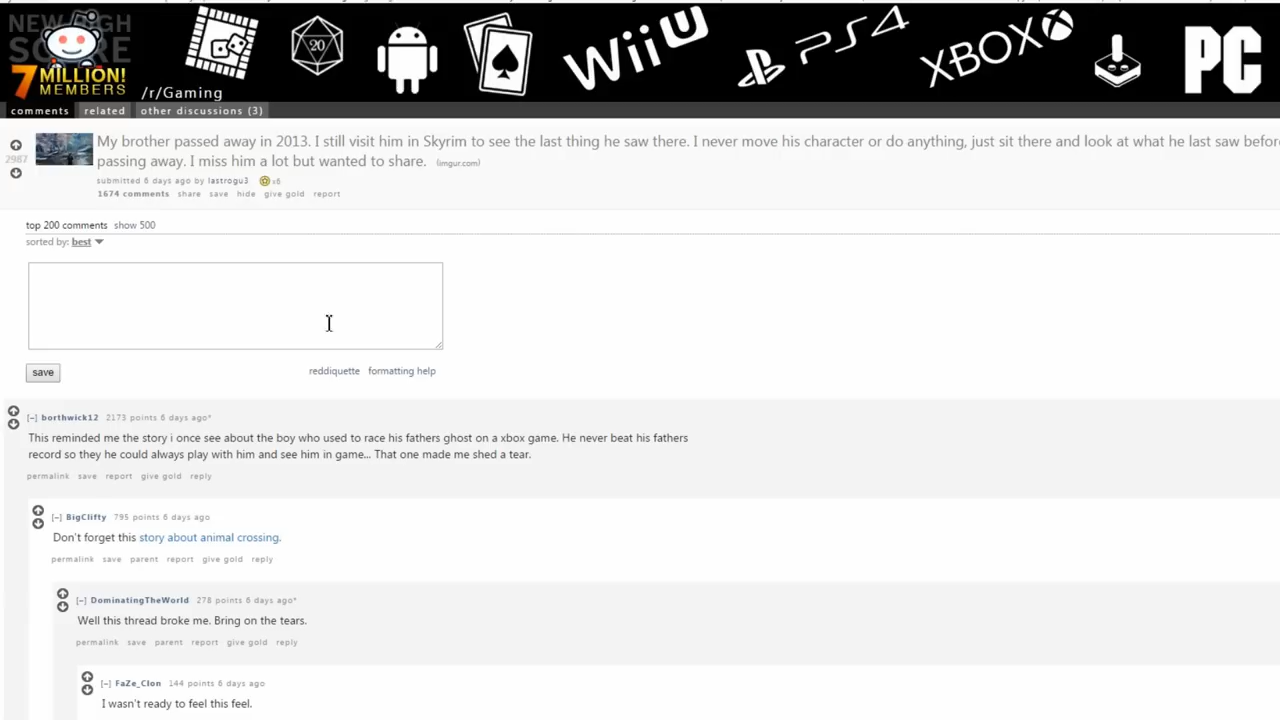 NEW HIGH
SCORE
7 MILLION!
MEMBERS
/r/Gaming
20
WiiU
PS4
XBOX
PC
comments related other discussions (3)
2987
My brother passed away in 2013. I still visit him in Skyrim to see the last thing he saw there. I never move his character or do anything, just sit there and look at what he last saw before
passing away. I miss him a lot but wanted to share. (imgur.com)
submitted 6 days ago by lastrogu3 x6
1674 comments share save hide give gold report
top 200 comments show 500
sorted by: best
save reddiquette formatting help
[–] borthwick12 2173 points 6 days ago*
This reminded me the story i once see about the boy who used to race his fathers ghost on a xbox game. He never beat his fathers
record so they he could always play with him and see him in game... That one made me shed a tear.
permalink save report give gold reply
[–] BigClifty 795 points 6 days ago
Don't forget this story about animal crossing.
permalink save parent report give gold reply
[–] DominatingTheWorld 278 points 6 days ago*
Well this thread broke me. Bring on the tears.
permalink save parent report give gold reply
[–] FaZe_Clon 144 points 6 days ago
I wasn't ready to feel this feel.